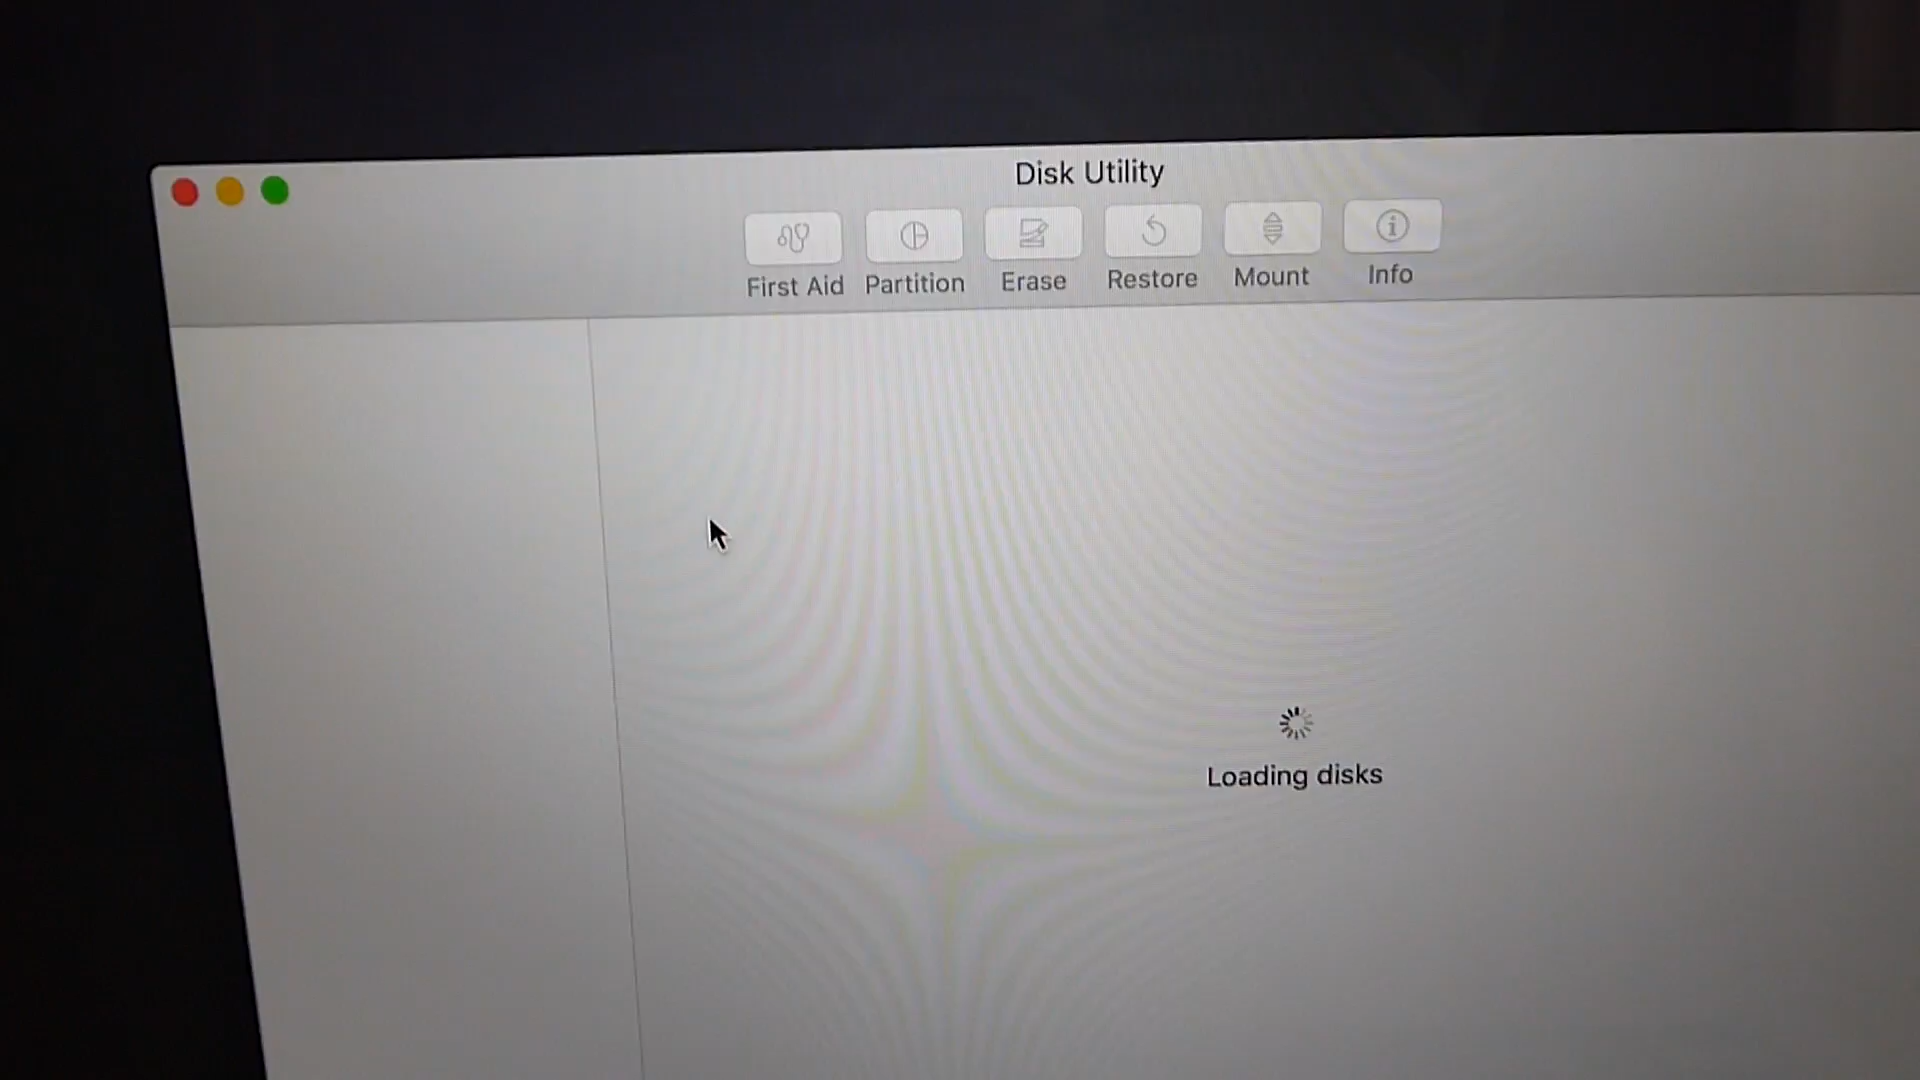 Disk Utility
First Aid
Partition
Erase
Restore
Mount
Info
Loading disks